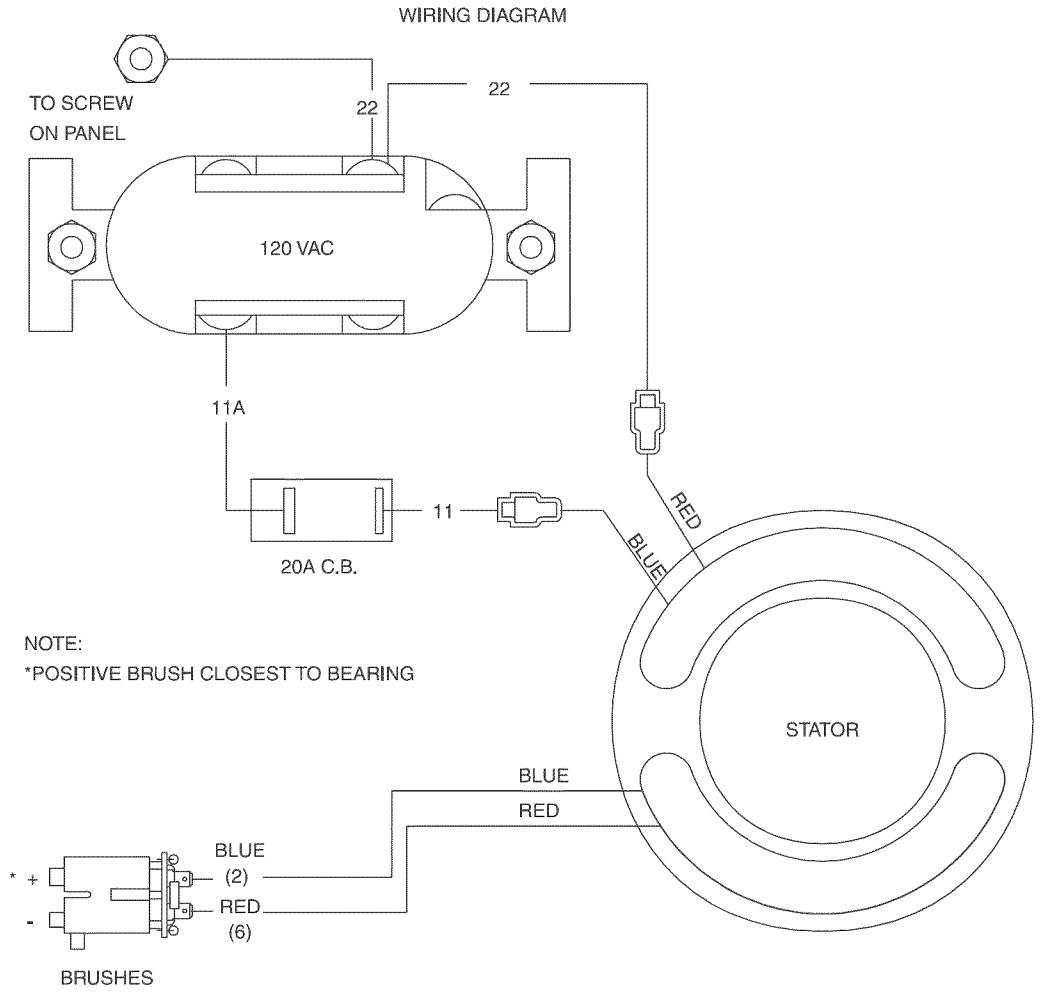 WIRING DIAGRAM
TO SCREW
ON PANEL
22
22
120 VAC
11A
11
20A C.B.
RED
BLUE
NOTE:
*POSITIVE BRUSH CLOSEST TO BEARING
STATOR
BLUE
RED
* +
BLUE
(2)
-
RED
(6)
BRUSHES